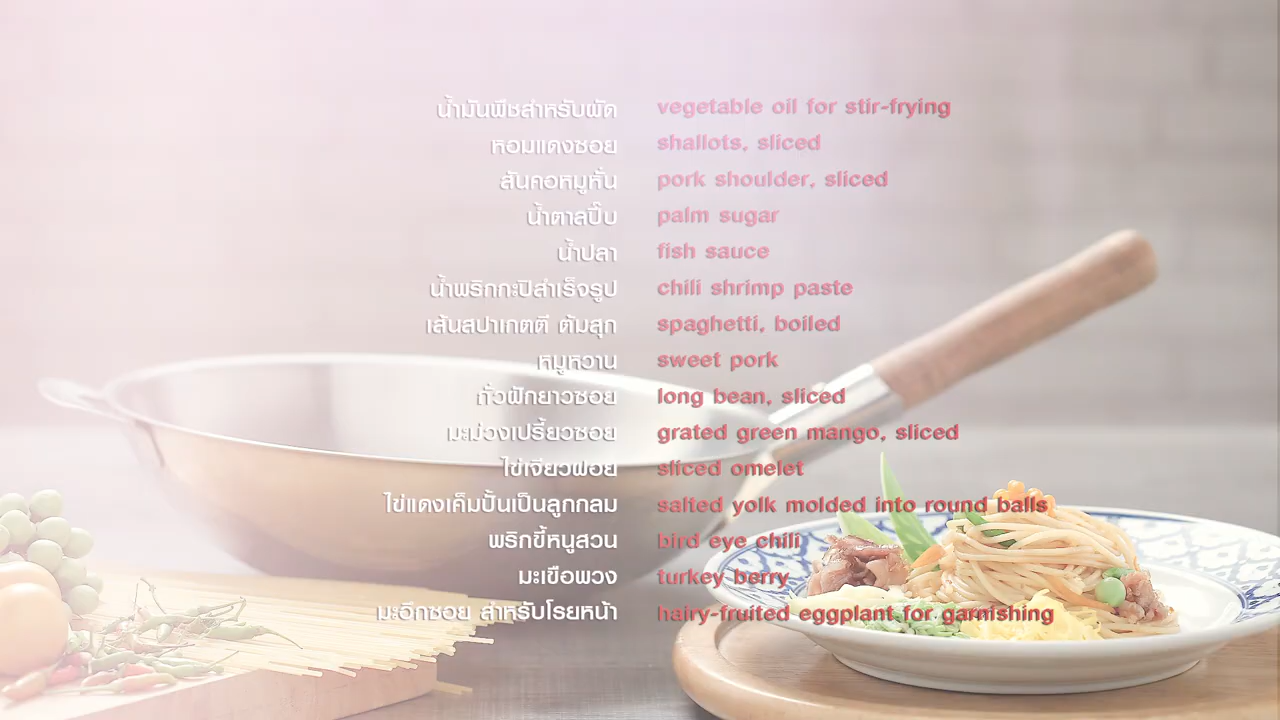 น้ำมันพืชสำหรับผัด vegetable oil for stir-frying
หอมแดงซอย shallots, sliced
สันคอหมูหั่น pork shoulder, sliced
น้ำตาลปี๊บ palm sugar
น้ำปลา fish sauce
น้ำพริกกะปิสำเร็จรูป chili shrimp paste
เส้นสปาเกตตี ต้มสุก spaghetti, boiled
หมูหวาน sweet pork
ถั่วฝักยาวซอย long bean, sliced
มะม่วงเปรี้ยวซอย grated green mango, sliced
ไข่เจียวฝอย sliced omelet
ไข่แดงเค็มปั้นเป็นลูกกลม salted yolk molded into round balls
พริกขี้หนูสวน bird eye chili
มะเขือพวง turkey berry
มะอึกซอย สำหรับโรยหน้า hairy-fruited eggplant for garnishing